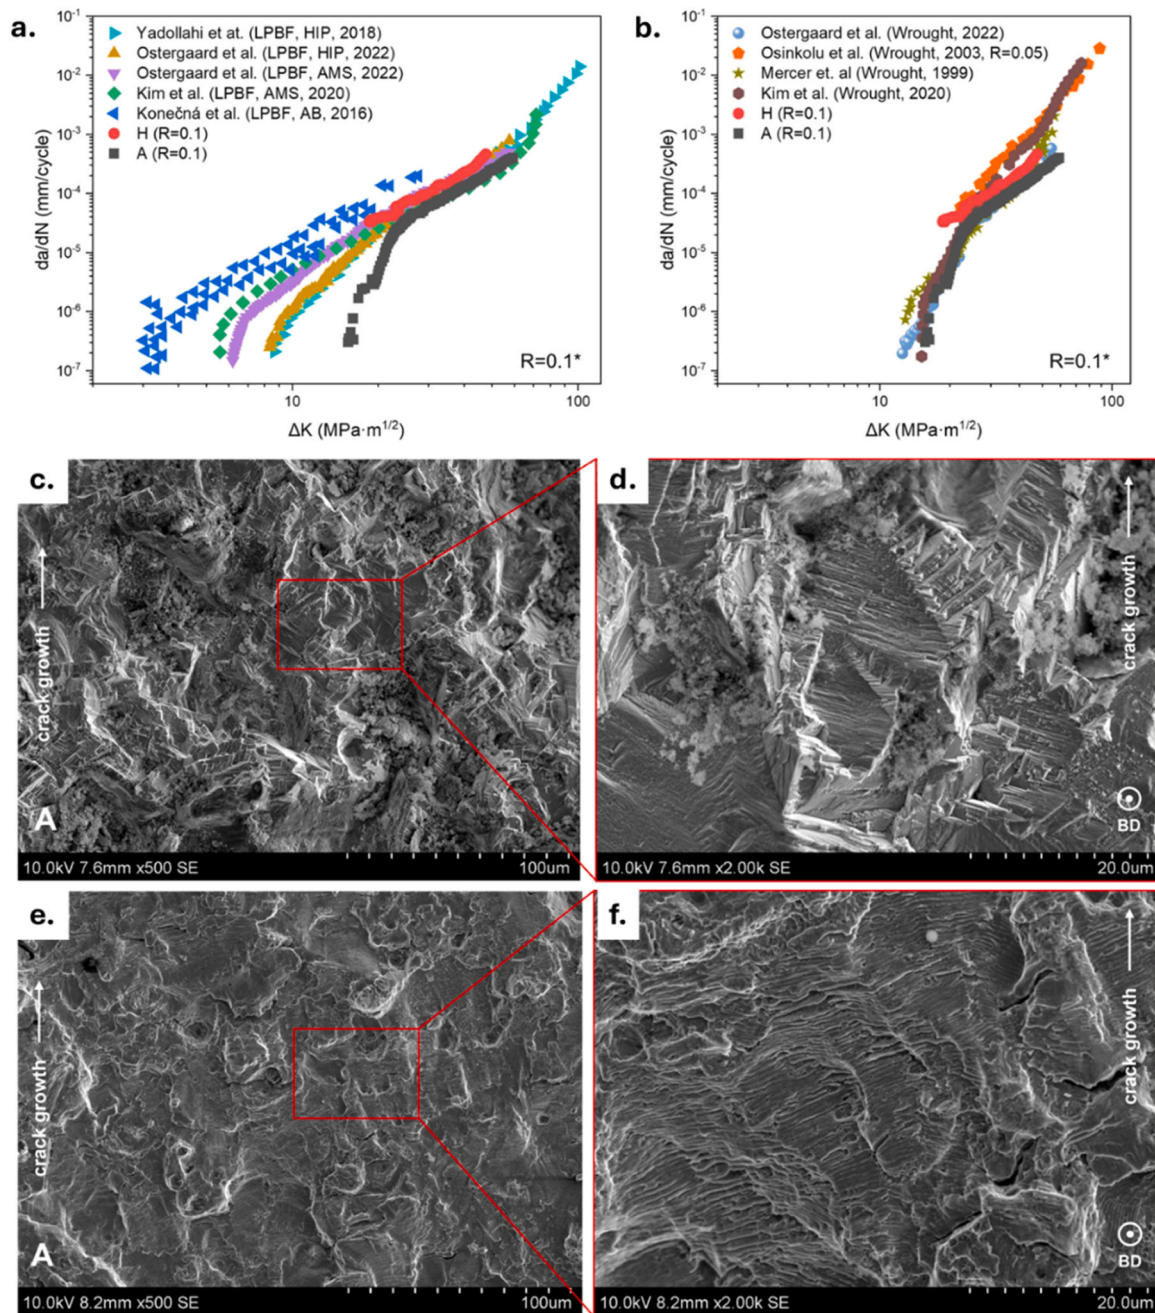 a.
10^-1
10^-2
10^-3
10^-4
10^-5
10^-6
10^-7
da/dN (mm/cycle)
Yadollahi et at. (LPBF, HIP, 2018)
Ostergaard et al. (LPBF, HIP, 2022)
Ostergaard et al. (LPBF, AMS, 2022)
Kim et al. (LPBF, AMS, 2020)
Konečná et al. (LPBF, AB, 2016)
H (R=0.1)
A (R=0.1)
R=0.1*
10
100
ΔK (MPa·m^1/2)
b.
10^-1
10^-2
10^-3
10^-4
10^-5
10^-6
10^-7
da/dN (mm/cycle)
Ostergaard et al. (Wrought, 2022)
Osinkolu et al. (Wrought, 2003, R=0.05)
Mercer et. al (Wrought, 1999)
Kim et al. (Wrought, 2020)
H (R=0.1)
A (R=0.1)
R=0.1*
10
100
ΔK (MPa·m^1/2)
c.
crack growth
A
10.0kV 7.6mm x500 SE
100um
d.
crack growth
BD
10.0kV 7.6mm x2.00k SE
20.0um
e.
crack growth
A
10.0kV 8.2mm x500 SE
100um
f.
crack growth
BD
10.0kV 8.2mm x2.00k SE
20.0um